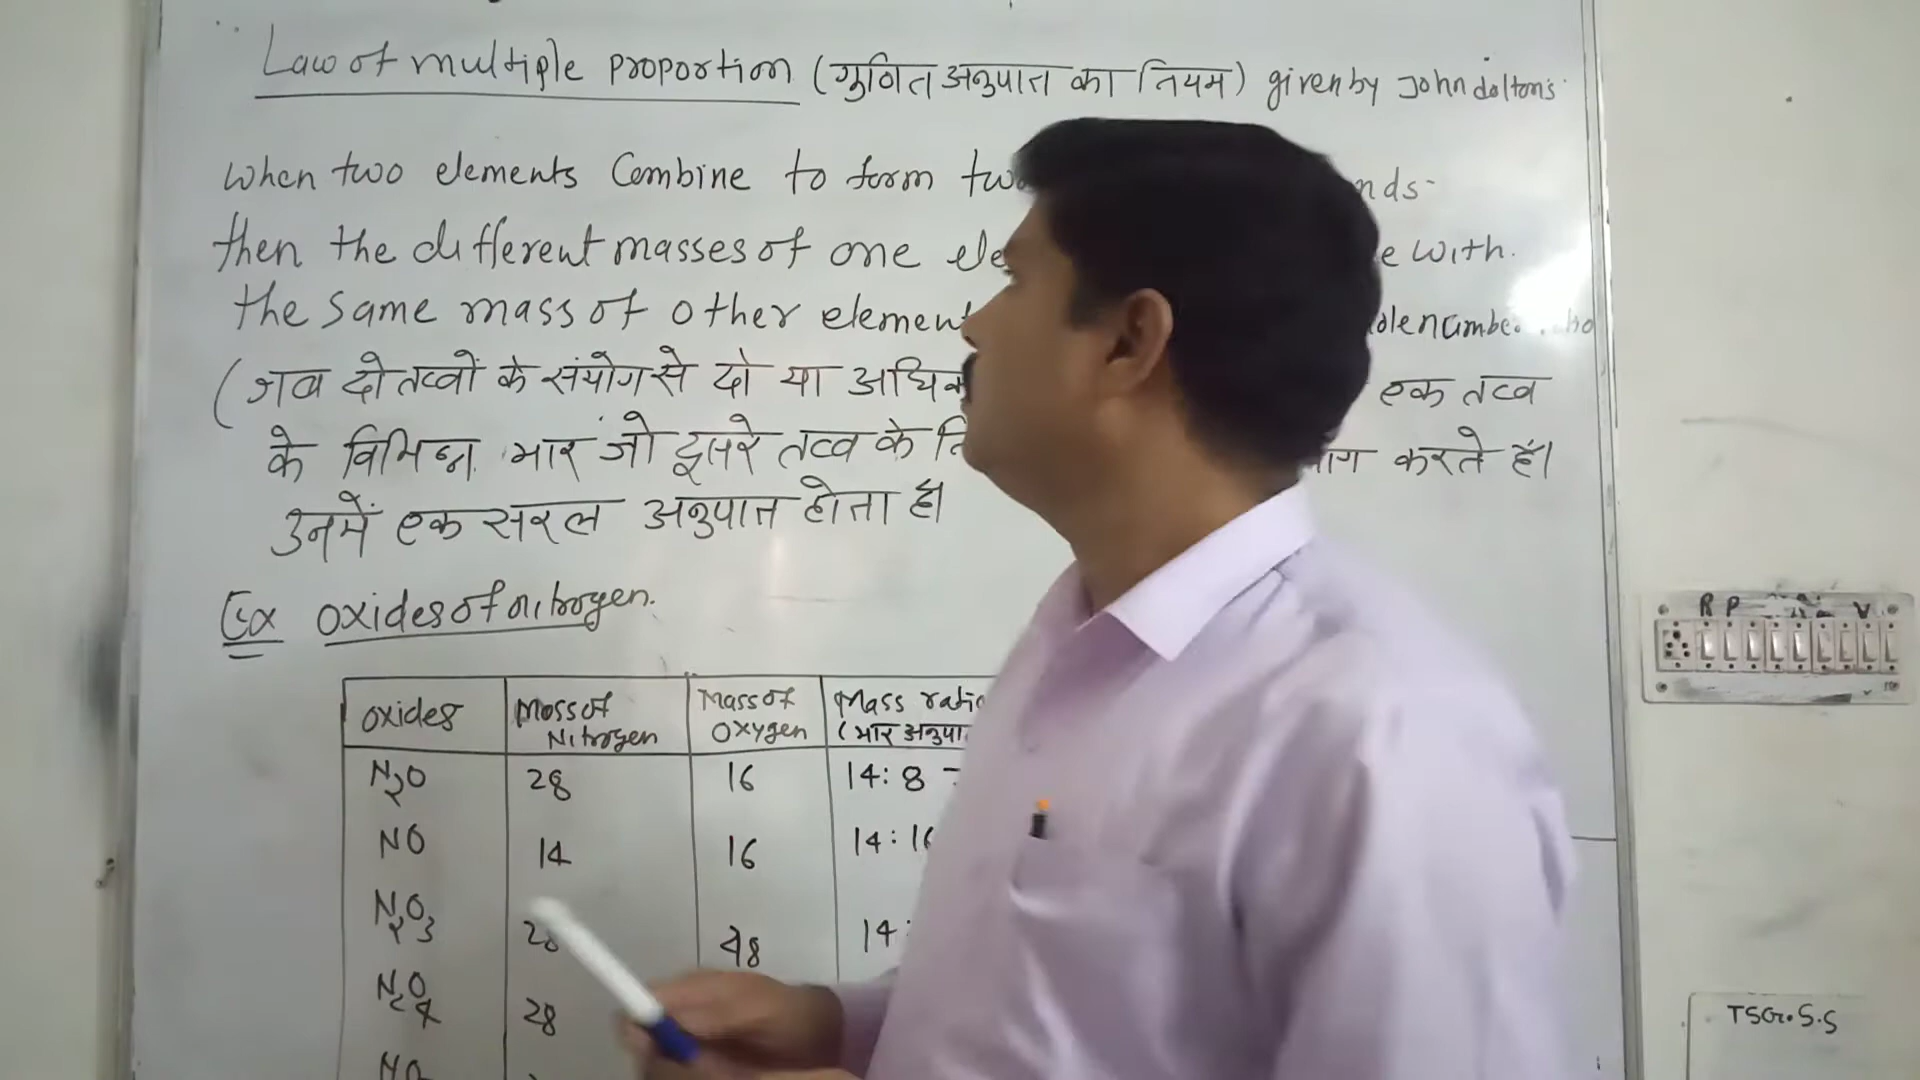 Law of multiple proportion (गुणित अनुपात का नियम) given by John dalton's
When two elements Combine to form two nds
then the different masses of one ele e with.
the same mass of other element
(जब दो तत्वों के संयोग से दो या अधिक एक तत्व
के विभिन्न भार जो दूसरे तत्व के करते हैं।
उनमें एक सरल अनुपात होता है।
Ex oxides of nitrogen.
oxides Mass of Nitrogen Mass of Oxygen Mass ratio (भार अनुपा
N2O 28 16 14:8
NO 14 16 14:16
N2O3 28 48 14:
N2O4 28
R P V
TSGr.S.S